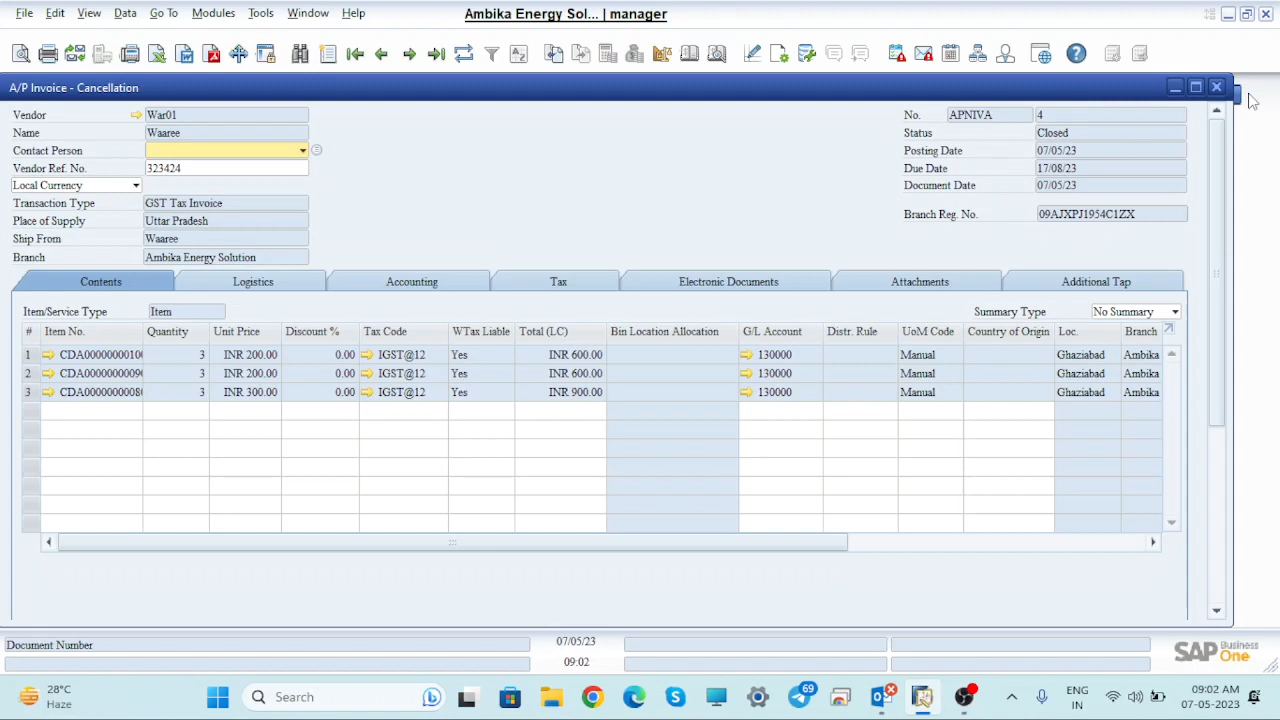 File Edit View Data Go To Modules Tools Window Help
Ambika Energy Sol... | manager
A/P Invoice - Cancellation
Vendor War01
Name Waaree
Contact Person
Vendor Ref. No. 323424
Local Currency
Transaction Type GST Tax Invoice
Place of Supply Uttar Pradesh
Ship From Waaree
Branch Ambika Energy Solution
No. APNIVA 4
Status Closed
Posting Date 07/05/23
Due Date 17/08/23
Document Date 07/05/23
Branch Reg. No. 09AJXPJ1954C1ZX
Contents Logistics Accounting Tax Electronic Documents Attachments Additional Tap
Item/Service Type Item
Summary Type No Summary
# Item No. Quantity Unit Price Discount % Tax Code WTax Liable Total (LC) Bin Location Allocation G/L Account Distr. Rule UoM Code Country of Origin Loc. Branch
1 CDA0000000010 3 INR 200.00 0.00 IGST@12 Yes INR 600.00 130000 Manual Ghaziabad Ambika
2 CDA0000000009 3 INR 200.00 0.00 IGST@12 Yes INR 600.00 130000 Manual Ghaziabad Ambika
3 CDA0000000008 3 INR 300.00 0.00 IGST@12 Yes INR 900.00 130000 Manual Ghaziabad Ambika
Document Number
07/05/23
09:02
SAP Business One
28°C
Haze
Search
69
ENG
IN
09:02 AM
07-05-2023